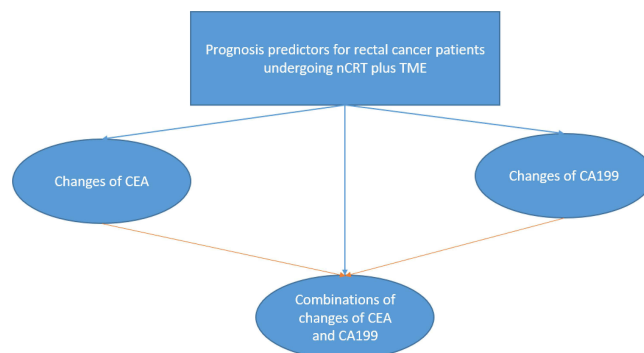 Prognosis predictors for rectal cancer patients
undergoing nCRT plus TME
Changes of CEA
Changes of CA199
Combinations of
changes of CEA
and CA199